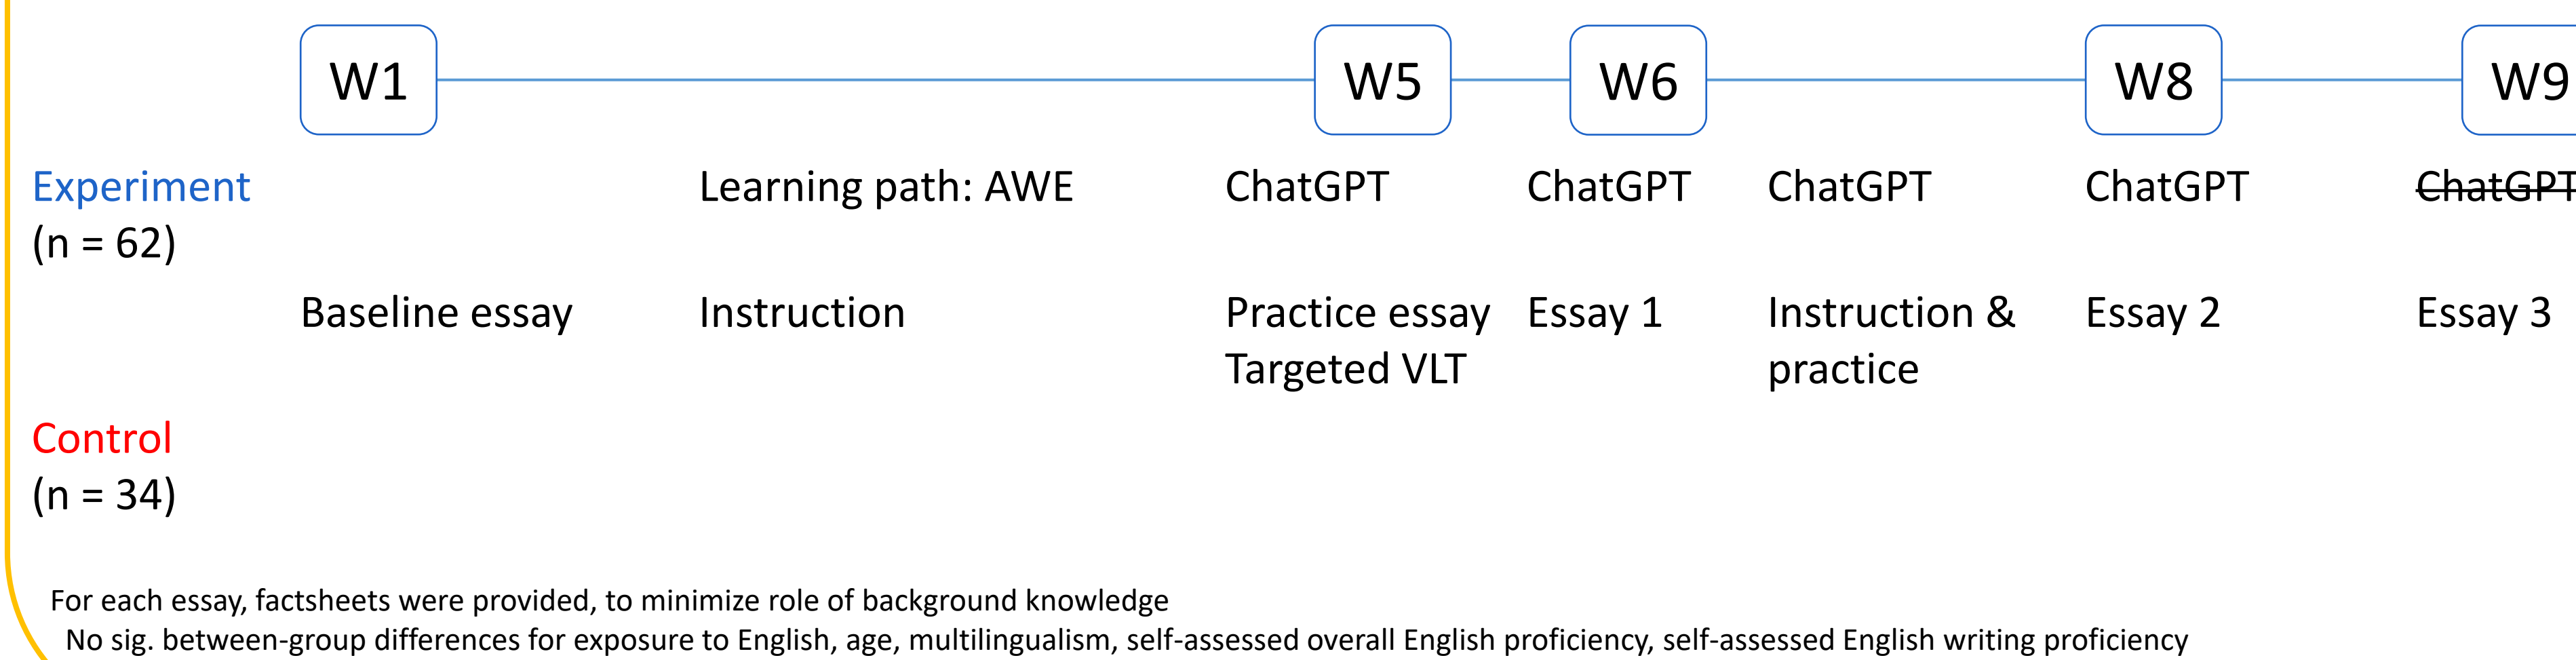 W1 W5 W6 W8 W9
Experiment Learning path: AWE ChatGPT ChatGPT ChatGPT ChatGPT ChatGPT
(n = 62)
Baseline essay Instruction Practice essay Essay 1 Instruction & Essay 2 Essay 3
Targeted VLT practice
Control
(n = 34)
For each essay, factsheets were provided, to minimize role of background knowledge
No sig. between-group differences for exposure to English, age, multilingualism, self-assessed overall English proficiency, self-assessed English writing proficiency